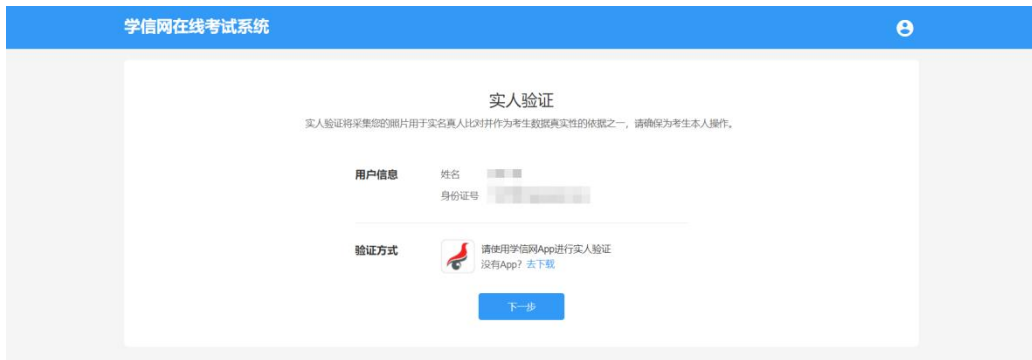 学信网在线考试系统
实人验证
实人验证将采集您的照片用于实名真人比对并作为考生数据真实性的依据之一，请确保为考生本人操作。
用户信息
姓名
身份证号
验证方式
请使用学信网App进行实人验证
没有App？去下载
下一步